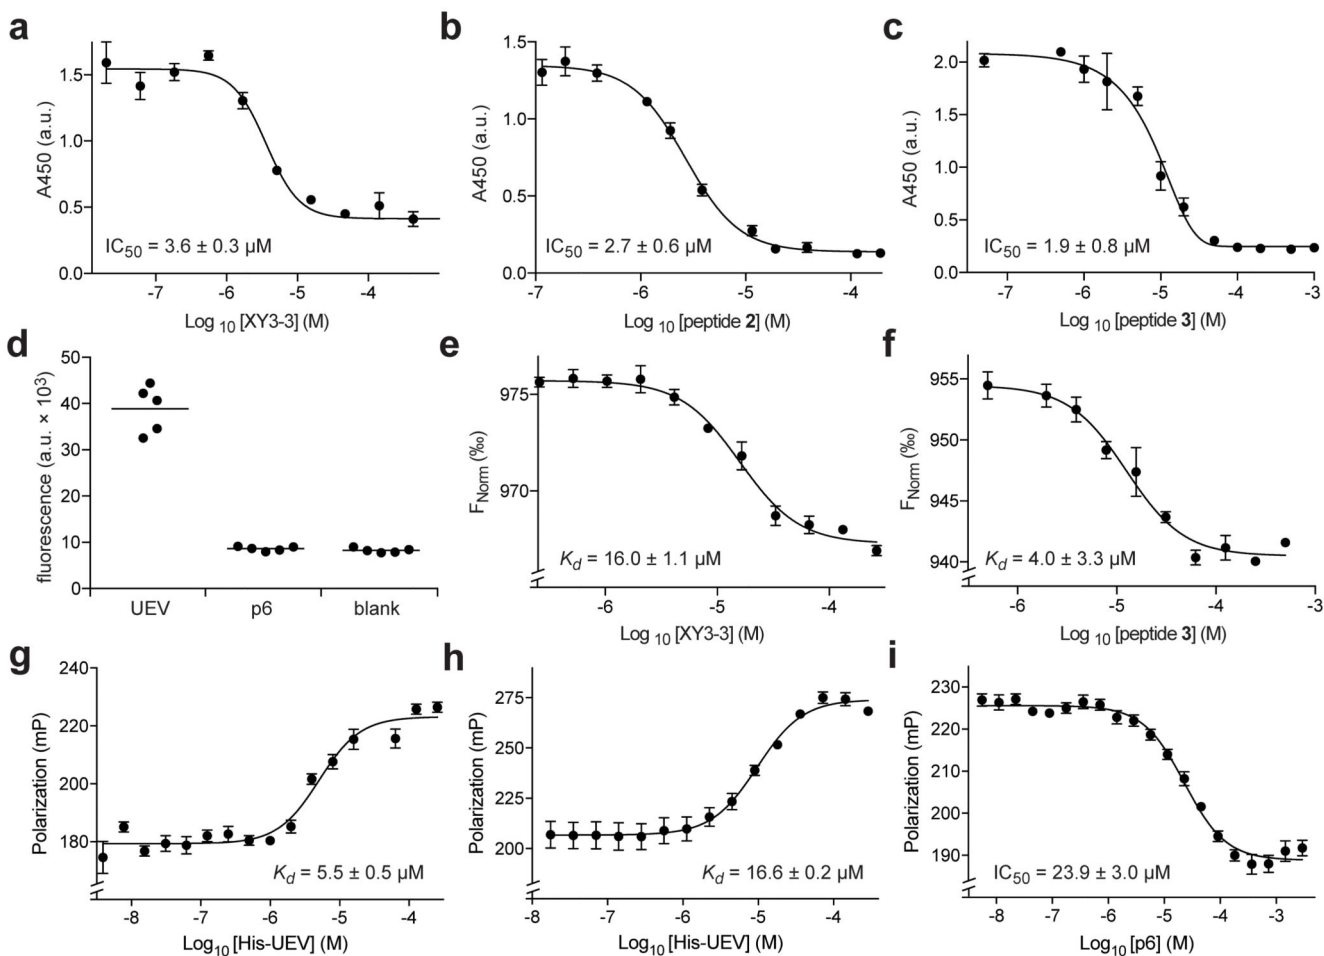 a
A450 (a.u.)
1.5
1.0
0.5
0.0
IC50 = 3.6 ± 0.3 µM
-7 -6 -5 -4
Log 10 [XY3-3] (M)
b
A450 (a.u.)
1.5
1.0
0.5
0.0
IC50 = 2.7 ± 0.6 µM
-7 -6 -5 -4
Log 10 [peptide 2] (M)
c
A450 (a.u.)
2.0
1.5
1.0
0.5
0.0
IC50 = 1.9 ± 0.8 µM
-7 -6 -5 -4 -3
Log 10 [peptide 3] (M)
d
fluorescence (a.u. × 10³)
50
40
30
20
10
0
UEV p6 blank
e
FNorm (‰)
975
970
Kd = 16.0 ± 1.1 µM
-6 -5 -4
Log 10 [XY3-3] (M)
f
FNorm (‰)
955
950
945
940
Kd = 4.0 ± 3.3 µM
-6 -5 -4 -3
Log 10 [peptide 3] (M)
g
Polarization (mP)
240
220
200
180
Kd = 5.5 ± 0.5 µM
-8 -7 -6 -5 -4
Log10 [His-UEV] (M)
h
Polarization (mP)
275
250
225
200
Kd = 16.6 ± 0.2 µM
-8 -7 -6 -5 -4
Log10 [His-UEV] (M)
i
Polarization (mP)
230
220
210
200
190
IC50 = 23.9 ± 3.0 µM
-8 -7 -6 -5 -4 -3
Log10 [p6] (M)